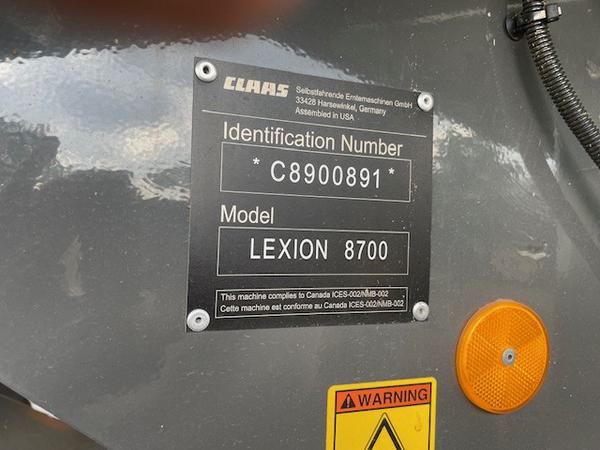 CLAAS
Selbstfahrende Erntemaschinen GmbH
33428 Harsewinkel, Germany
Assembled in USA
Identification Number
* C8900891 *
Model
LEXION 8700
This machine complies to Canada ICES-002/NMB-002
Cette machine est conforme au Canada ICES-002/NMB-002
WARNING